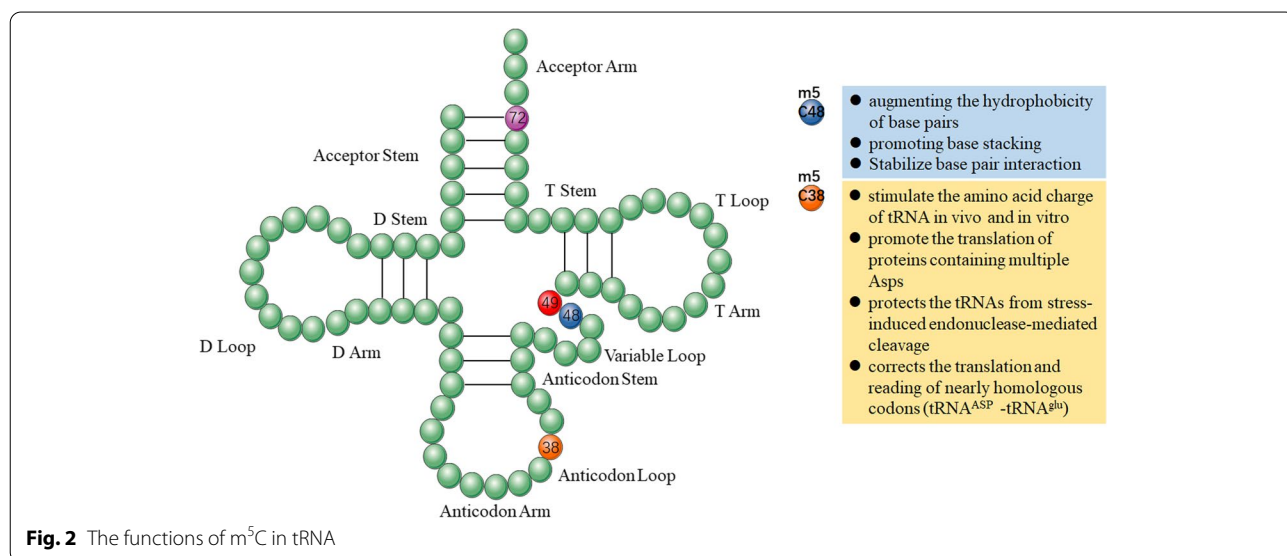 Acceptor Arm
72
Acceptor Stem
T Stem
T Loop
D Stem
49
48
T Arm
D Loop
D Arm
Variable Loop
Anticodon Stem
38
Anticodon Loop
Anticodon Arm
m5
C48
● augmenting the hydrophobicity
of base pairs
● promoting base stacking
● Stabilize base pair interaction
m5
C38
● stimulate the amino acid charge
of tRNA in vivo and in vitro
● promote the translation of
proteins containing multiple
Asps
● protects the tRNAs from stress-
induced endonuclease-mediated
cleavage
● corrects the translation and
reading of nearly homologous
codons (tRNA^ASP -tRNA^glu)
Fig. 2 The functions of m⁵C in tRNA